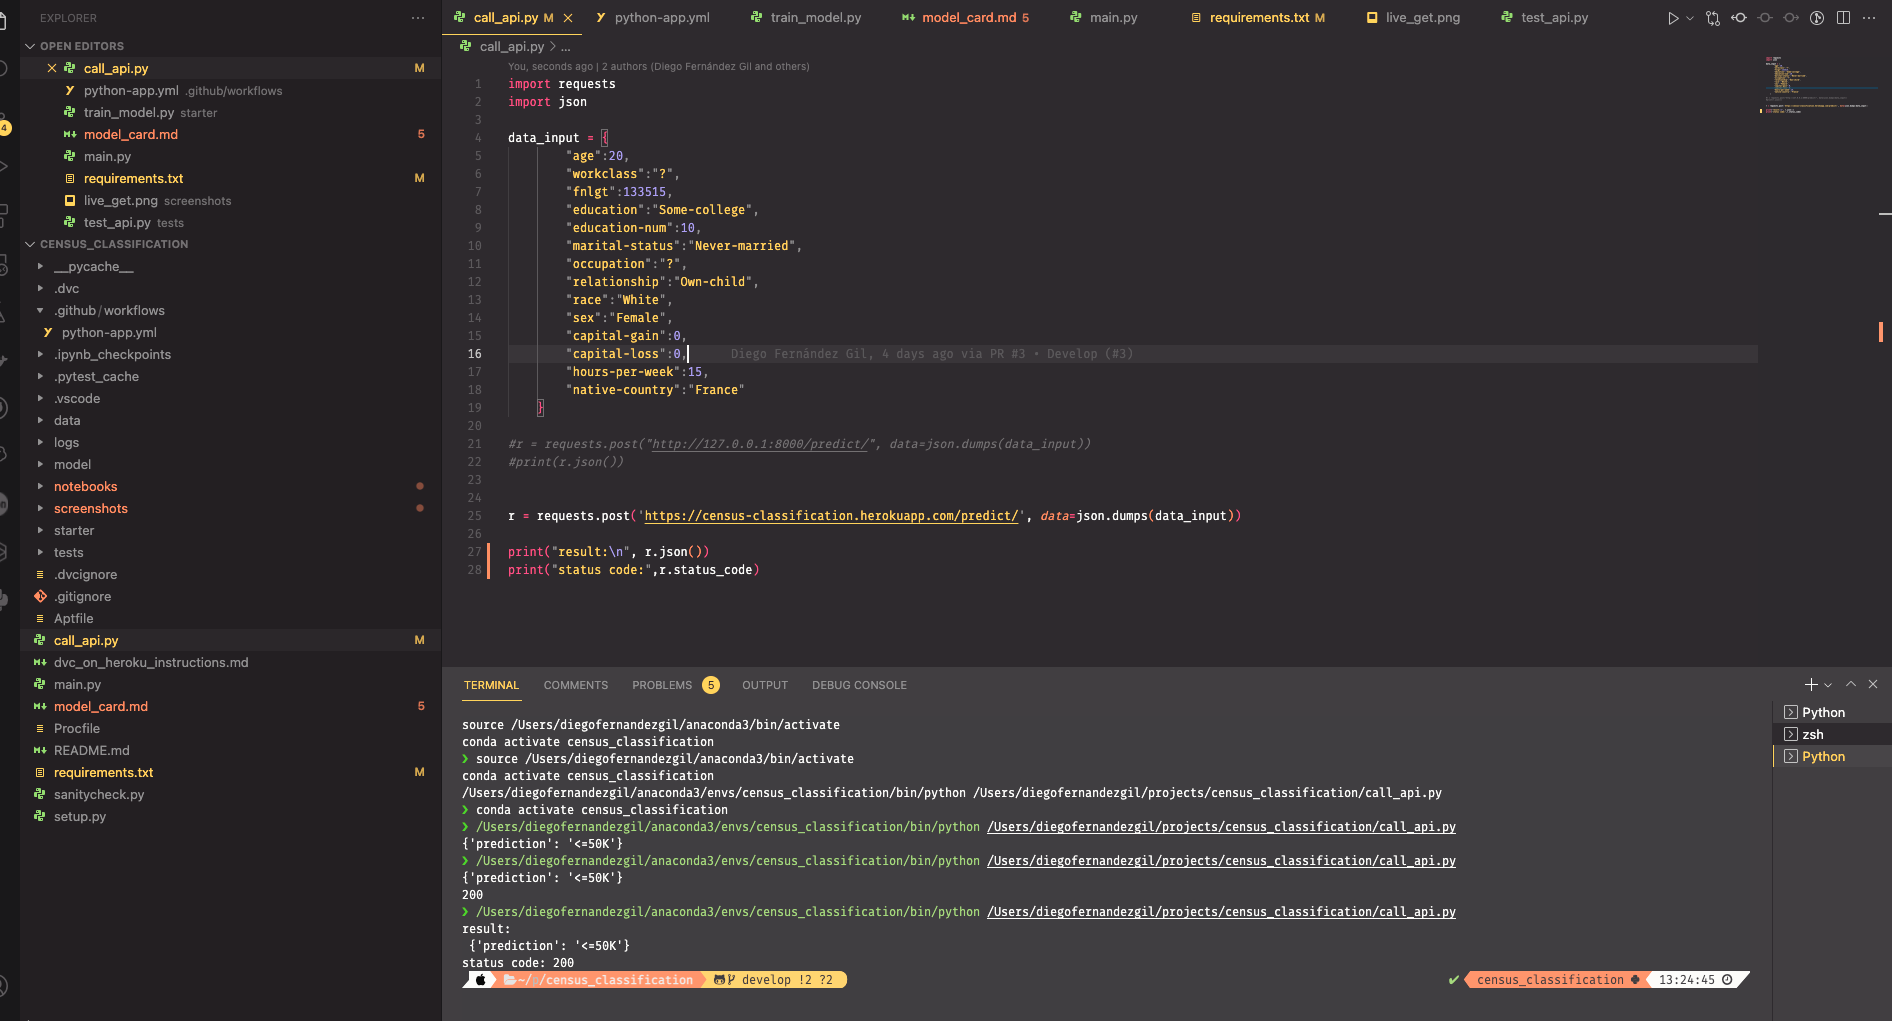 EXPLORER
OPEN EDITORS
call_api.py M
python-app.yml .github/workflows
train_model.py starter
model_card.md 5
main.py
requirements.txt M
live_get.png screenshots
test_api.py tests
CENSUS_CLASSIFICATION
__pycache__
.dvc
.github/workflows
python-app.yml
.ipynb_checkpoints
.pytest_cache
.vscode
data
logs
model
notebooks
screenshots
starter
tests
.dvcignore
.gitignore
Aptfile
call_api.py M
dvc_on_heroku_instructions.md
main.py
model_card.md 5
Procfile
README.md
requirements.txt M
sanitycheck.py
setup.py
4
call_api.py M python-app.yml train_model.py model_card.md 5 main.py requirements.txt M live_get.png test_api.py
call_api.py > ...
You, seconds ago | 2 authors (Diego Fernández Gil and others)
1 import requests
2 import json
3
4 data_input = {
5 "age":20,
6 "workclass":"?",
7 "fnlgt":133515,
8 "education":"Some-college",
9 "education-num":10,
10 "marital-status":"Never-married",
11 "occupation":"?",
12 "relationship":"Own-child",
13 "race":"White",
14 "sex":"Female",
15 "capital-gain":0,
16 "capital-loss":0, Diego Fernández Gil, 4 days ago via PR #3 • Develop (#3)
17 "hours-per-week":15,
18 "native-country":"France"
19 }
20
21 #r = requests.post("http://127.0.0.1:8000/predict/", data=json.dumps(data_input))
22 #print(r.json())
23
24
25 r = requests.post('https://census-classification.herokuapp.com/predict/', data=json.dumps(data_input))
26
27 print("result:\n", r.json())
28 print("status code:",r.status_code)
TERMINAL COMMENTS PROBLEMS 5 OUTPUT DEBUG CONSOLE
source /Users/diegofernandezgil/anaconda3/bin/activate
conda activate census_classification
❯ source /Users/diegofernandezgil/anaconda3/bin/activate
conda activate census_classification
/Users/diegofernandezgil/anaconda3/envs/census_classification/bin/python /Users/diegofernandezgil/projects/census_classification/call_api.py
❯ conda activate census_classification
❯ /Users/diegofernandezgil/anaconda3/envs/census_classification/bin/python /Users/diegofernandezgil/projects/census_classification/call_api.py
{'prediction': '<=50K'}
❯ /Users/diegofernandezgil/anaconda3/envs/census_classification/bin/python /Users/diegofernandezgil/projects/census_classification/call_api.py
{'prediction': '<=50K'}
200
❯ /Users/diegofernandezgil/anaconda3/envs/census_classification/bin/python /Users/diegofernandezgil/projects/census_classification/call_api.py
result:
{'prediction': '<=50K'}
status code: 200
~/p/census_classification develop !2 ?2 ✔ census_classification 13:24:45
Python
zsh
Python